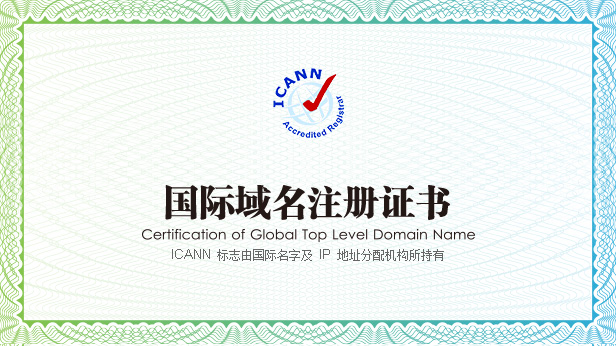 ICANN
Accredited Registrar
国际域名注册证书
Certification of Global Top Level Domain Name
ICANN 标志由国际名字及 IP 地址分配机构所持有